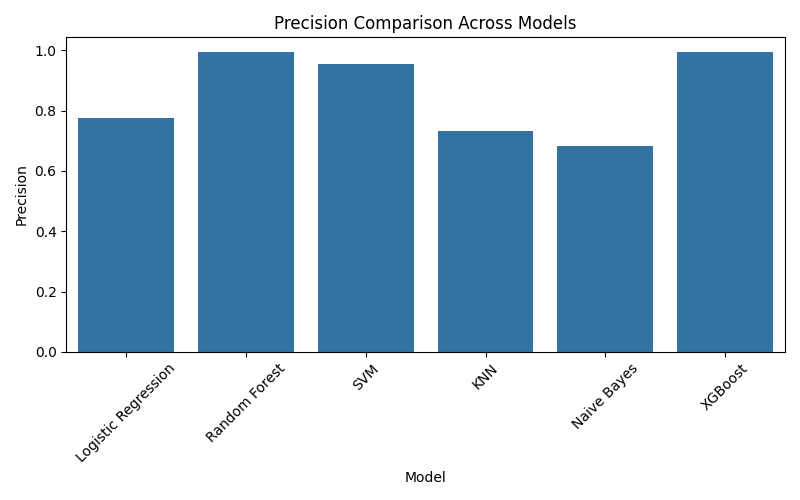 Precision Comparison Across Models
1.0
0.8
0.6
0.4
0.2
0.0
Precision
Logistic Regression
Random Forest
SVM
KNN
Naive Bayes
XGBoost
Model